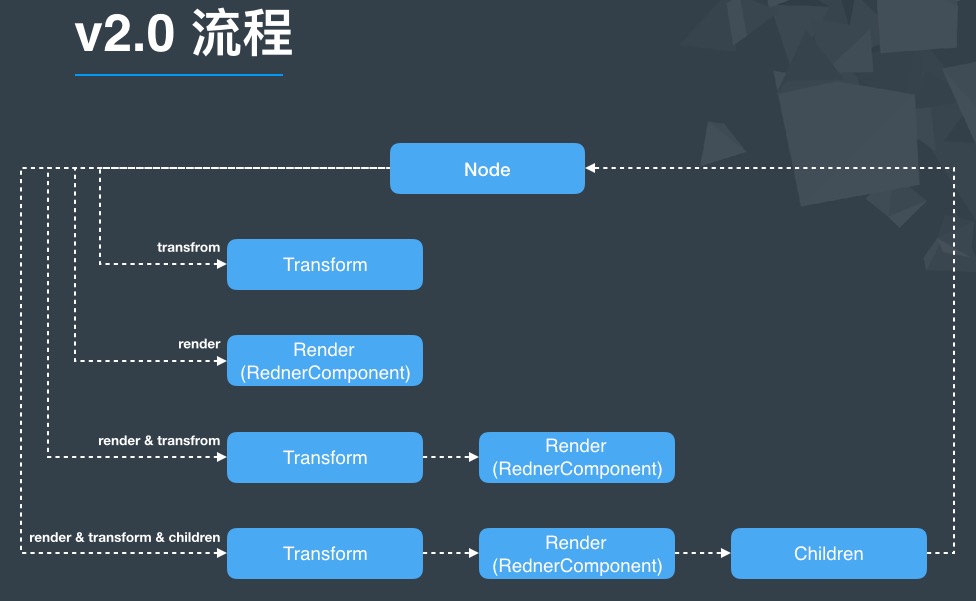 v2.0 流程
Node
transfrom
Transform
render
Render
(RednerComponent)
render & transfrom
Transform
Render
(RednerComponent)
render & transform & children
Transform
Render
(RednerComponent)
Children